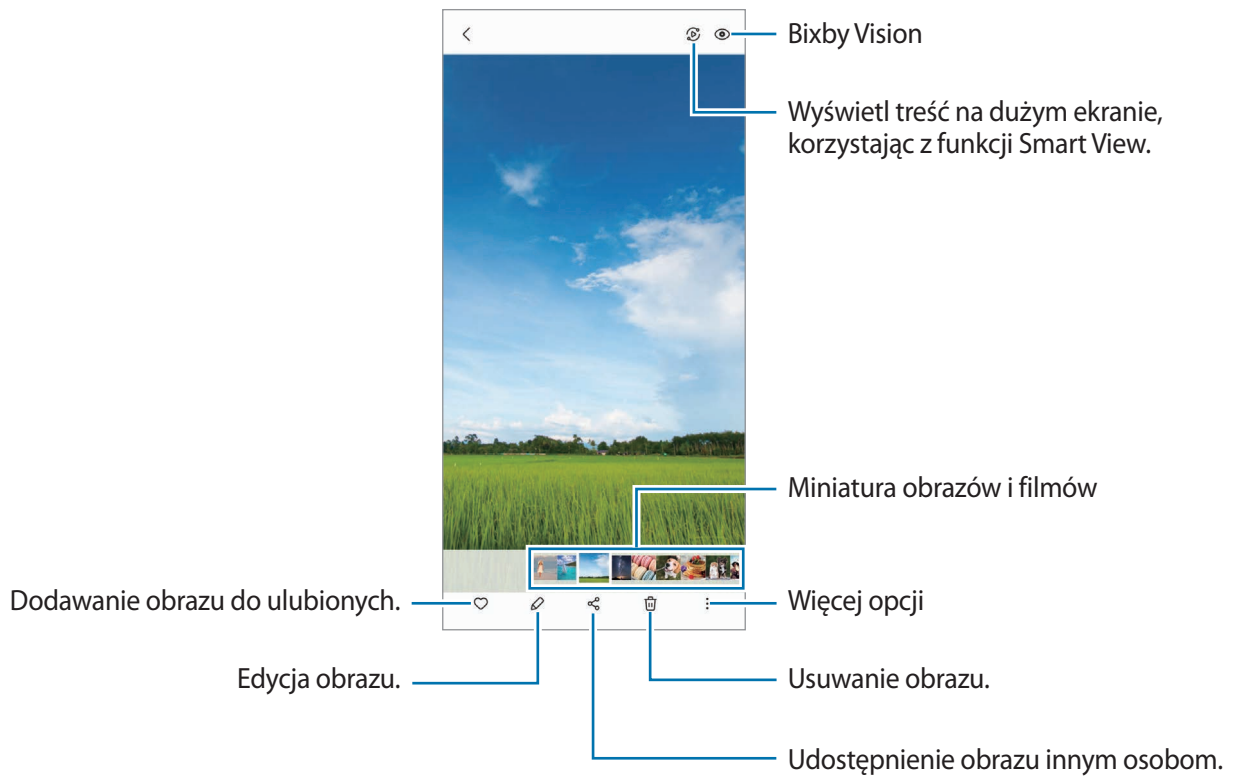 Bixby Vision
Wyświetl treść na dużym ekranie,
korzystając z funkcji Smart View.
Miniatura obrazów i filmów
Dodawanie obrazu do ulubionych.
Więcej opcji
Edycja obrazu.
Usuwanie obrazu.
Udostępnienie obrazu innym osobom.